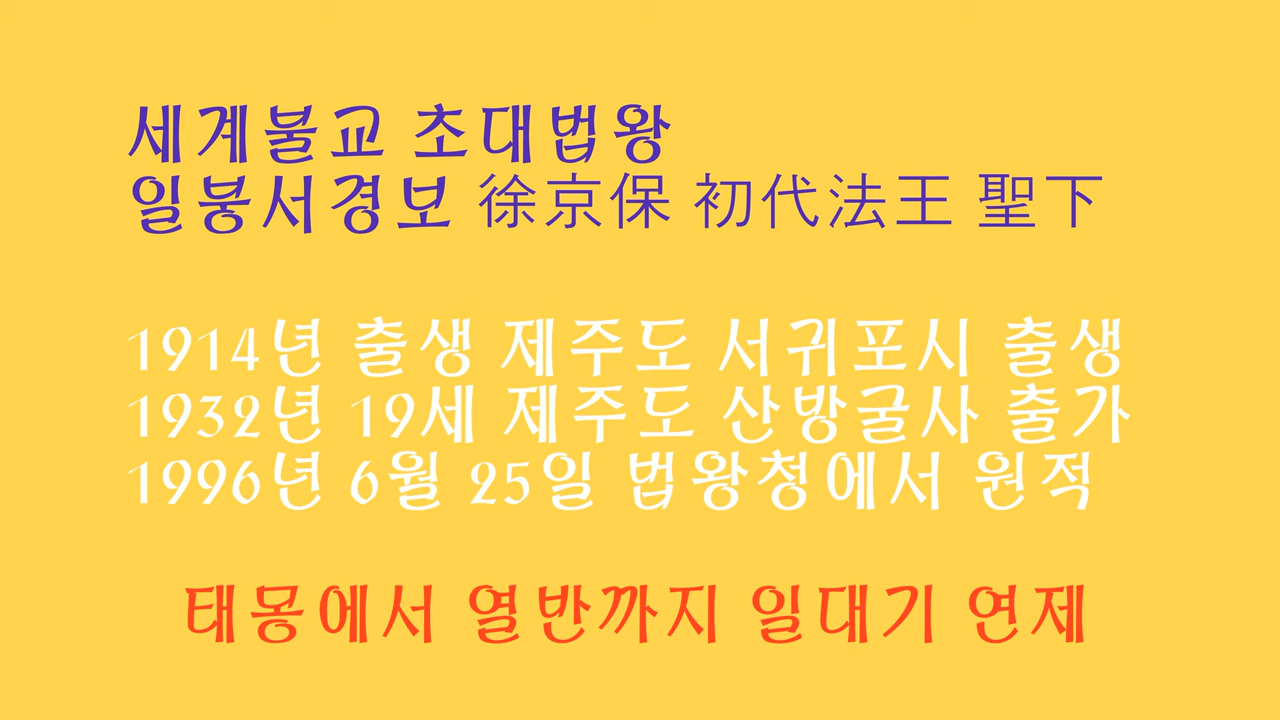 세계불교 초대법왕
일붕서경보 徐京保 初代法王 聖下
1914년 출생 제주도 서귀포시 출생
1932년 19세 제주도 산방굴사 출가
1996년 6월 25일 법왕청에서 원적
태몽에서 열반까지 일대기 연제